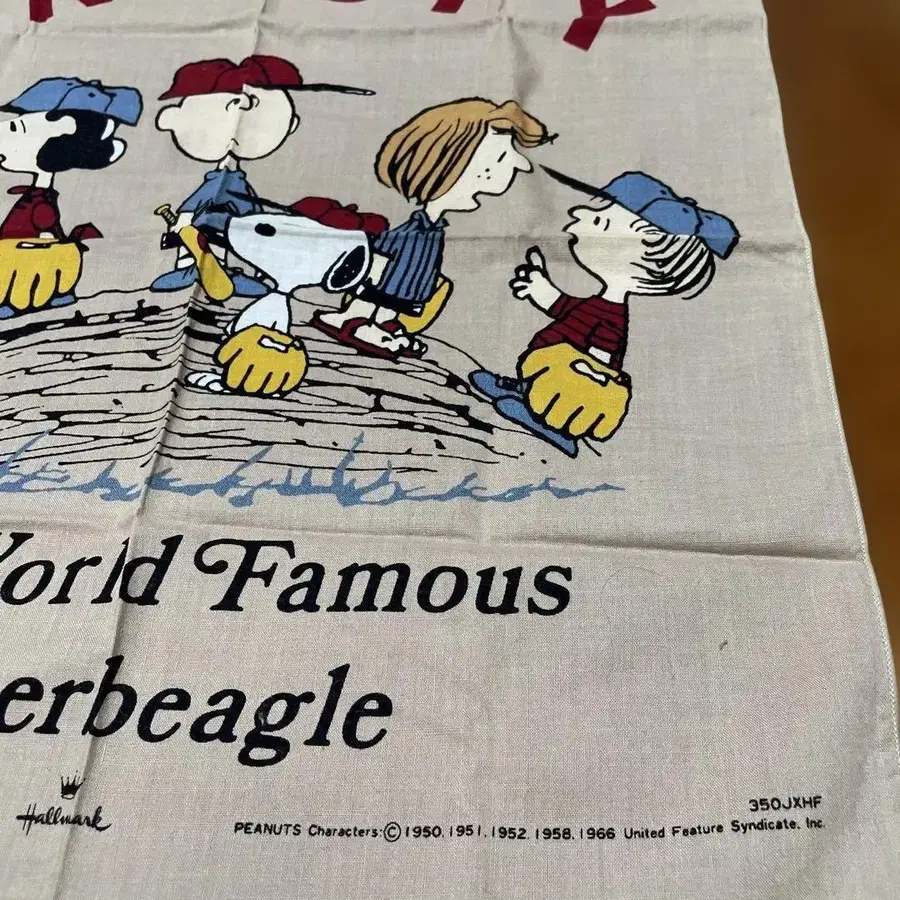 World Famous
erbeagle
Hallmark
350JXHF
PEANUTS Characters:© 1950, 1951, 1952, 1958, 1966 United Feature Syndicate, Inc.